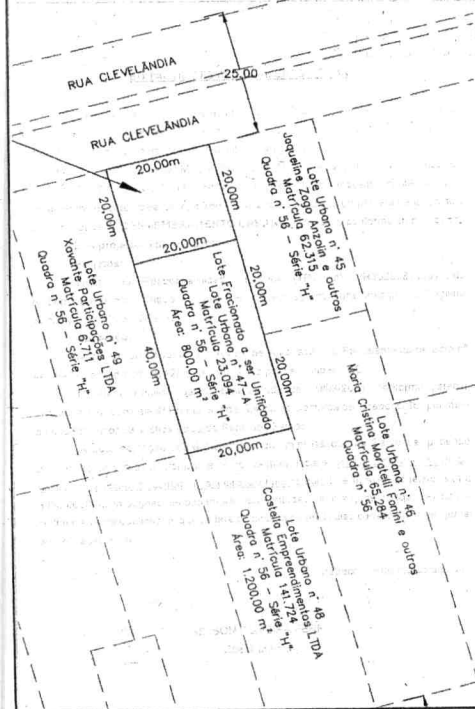 RUA CLEVELÂNDIA
25,00
RUA CLEVELÂNDIA
20,00m
20,00m
20,00m
20,00m
Lote Urbano n° 45
Jaqueline Zago Anzolin e outros
Matrícula 62.315
Quadra n° 56 - Série "H"
Lote Urbano n° 49
Xavante Participações LTDA
Matrícula 6.711
Quadra n° 56 - Série "H"
40,00m
Lote Fracionado a ser Unificado
Lote Urbano n° 47-A
Matrícula 73.094
Quadra n° 56 - Série "H"
Área: 800,00 m²
20,00m
20,00m
20,00m
Lote Urbano n° 46
Maria Cristina Moratelli Fanini e outros
Matrícula 65.284
Quadra n° 56
Lote Urbano n° 48
Castella Empreendimentos LTDA
Matrícula 141.724
Quadra n° 56 - Série "H"
Área: 1.200,00 m²